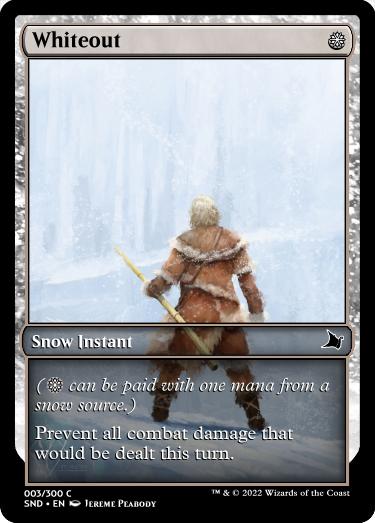 Whiteout
Snow Instant
( can be paid with one mana from a
snow source.)
Prevent all combat damage that
would be dealt this turn.
003/300 C
SND • EN Jereme Peabody
™ & © 2022 Wizards of the Coast